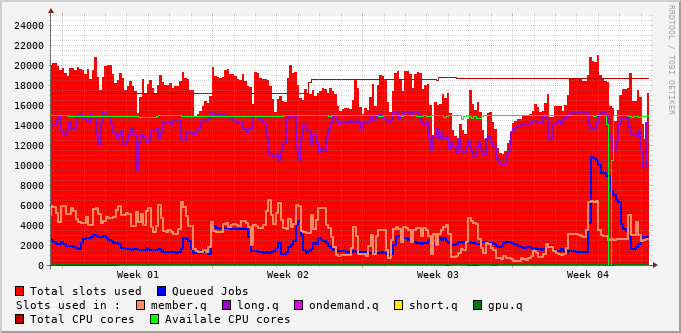 24000
22000
20000
18000
16000
14000
12000
10000
8000
6000
4000
2000
0
Week 01 Week 02 Week 03 Week 04
RRDTOOL / TOBI OETIKER
Total slots used Queued Jobs
Slots used in : member.q long.q ondemand.q short.q gpu.q
Total CPU cores Availale CPU cores